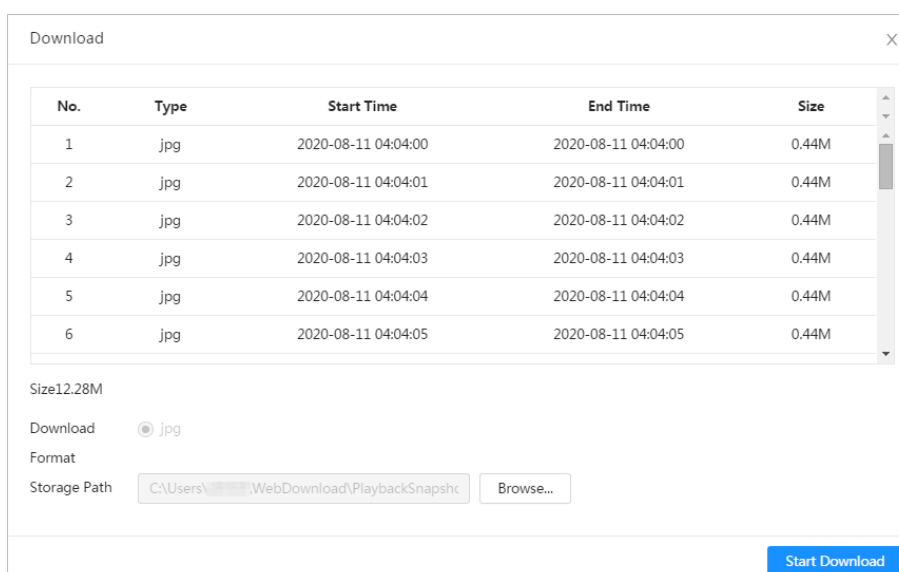 Download X
No. Type Start Time End Time Size
1 jpg 2020-08-11 04:04:00 2020-08-11 04:04:00 0.44M
2 jpg 2020-08-11 04:04:01 2020-08-11 04:04:01 0.44M
3 jpg 2020-08-11 04:04:02 2020-08-11 04:04:02 0.44M
4 jpg 2020-08-11 04:04:03 2020-08-11 04:04:03 0.44M
5 jpg 2020-08-11 04:04:04 2020-08-11 04:04:04 0.44M
6 jpg 2020-08-11 04:04:05 2020-08-11 04:04:05 0.44M
Size12.28M
Download jpg
Format
Storage Path C:\Users\ \WebDownload\PlaybackSnapshc Browse...
Start Download